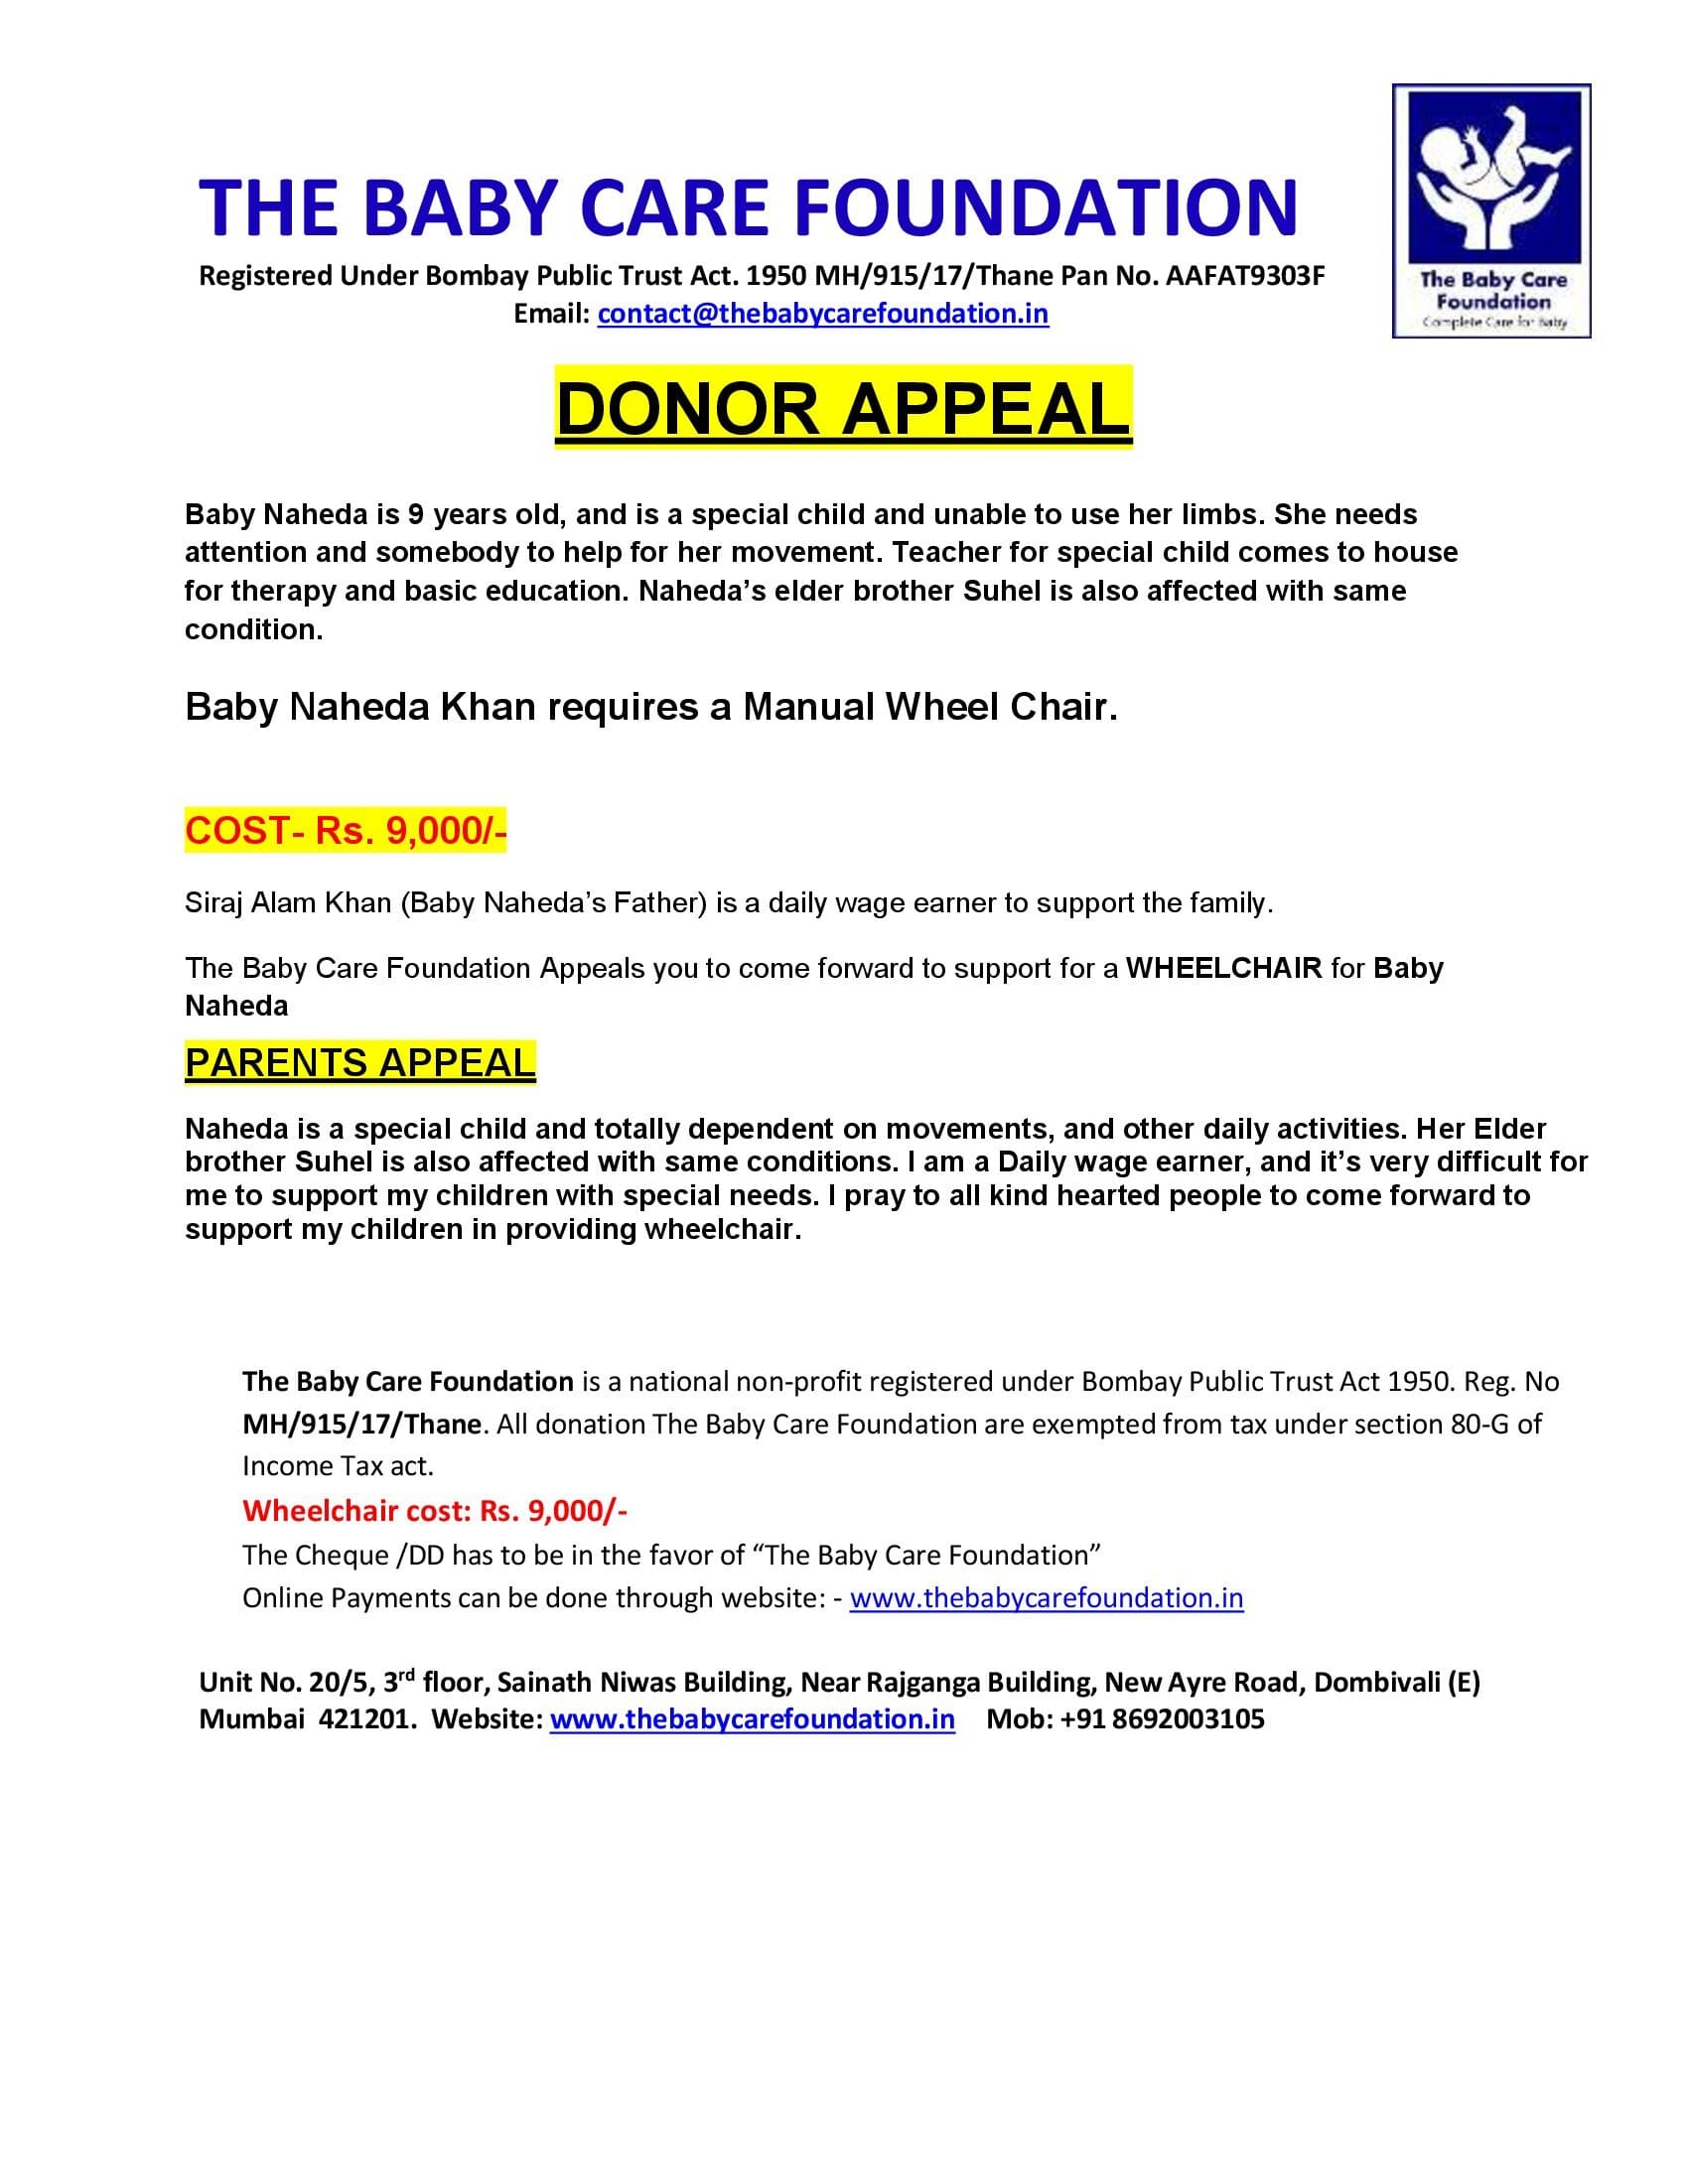 THE BABY CARE FOUNDATION
Registered Under Bombay Public Trust Act. 1950 MH/915/17/Thane Pan No. AAFAT9303F
Email: contact@thebabycarefoundation.in
The Baby Care
Foundation
Complete Care for Baby
DONOR APPEAL
Baby Naheda is 9 years old, and is a special child and unable to use her limbs. She needs
attention and somebody to help for her movement. Teacher for special child comes to house
for therapy and basic education. Naheda’s elder brother Suhel is also affected with same
condition.
Baby Naheda Khan requires a Manual Wheel Chair.
COST- Rs. 9,000/-
Siraj Alam Khan (Baby Naheda’s Father) is a daily wage earner to support the family.
The Baby Care Foundation Appeals you to come forward to support for a WHEELCHAIR for Baby
Naheda
PARENTS APPEAL
Naheda is a special child and totally dependent on movements, and other daily activities. Her Elder
brother Suhel is also affected with same conditions. I am a Daily wage earner, and it’s very difficult for
me to support my children with special needs. I pray to all kind hearted people to come forward to
support my children in providing wheelchair.
The Baby Care Foundation is a national non-profit registered under Bombay Public Trust Act 1950. Reg. No
MH/915/17/Thane. All donation The Baby Care Foundation are exempted from tax under section 80-G of
Income Tax act.
Wheelchair cost: Rs. 9,000/-
The Cheque /DD has to be in the favor of “The Baby Care Foundation”
Online Payments can be done through website: - www.thebabycarefoundation.in
Unit No. 20/5, 3rd floor, Sainath Niwas Building, Near Rajganga Building, New Ayre Road, Dombivali (E)
Mumbai 421201. Website: www.thebabycarefoundation.in Mob: +91 8692003105